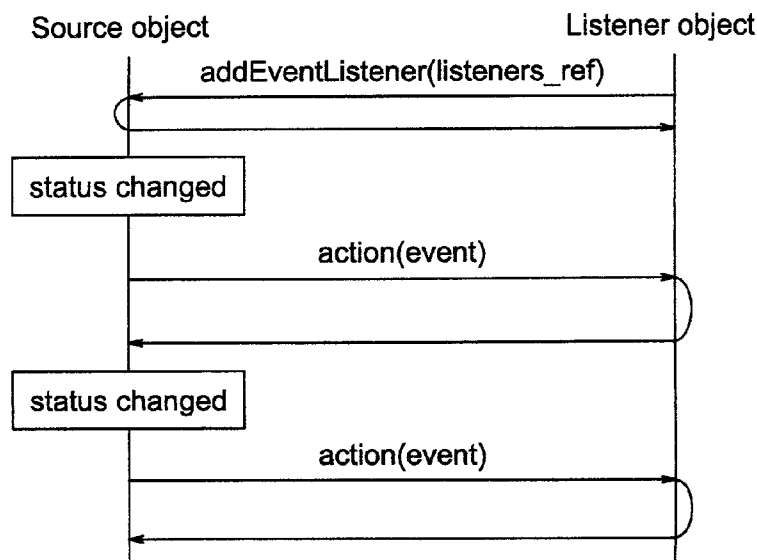 Source object
Listener object
addEventListener(listeners_ref)
status changed
action(event)
status changed
action(event)